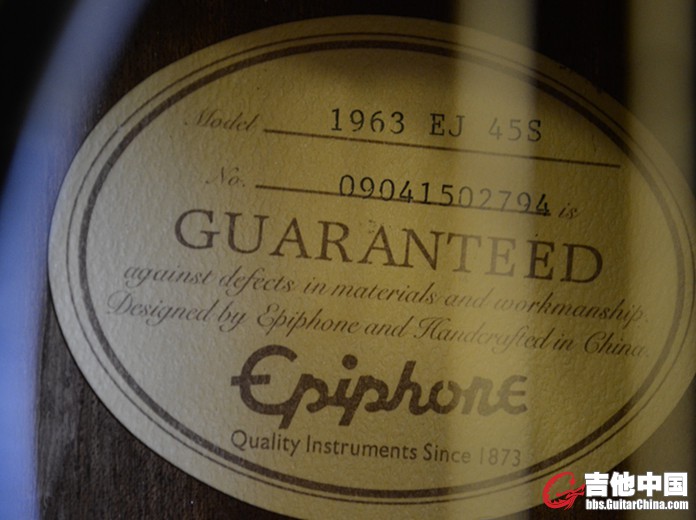 Model 1963 EJ 45S
No. 09041502794 is
GUARANTEED
against defects in materials and workmanship.
Designed by Epiphone and Handcrafted in China.
Epiphone
Quality Instruments Since 1873
吉他中国
bbs.GuitarChina.com